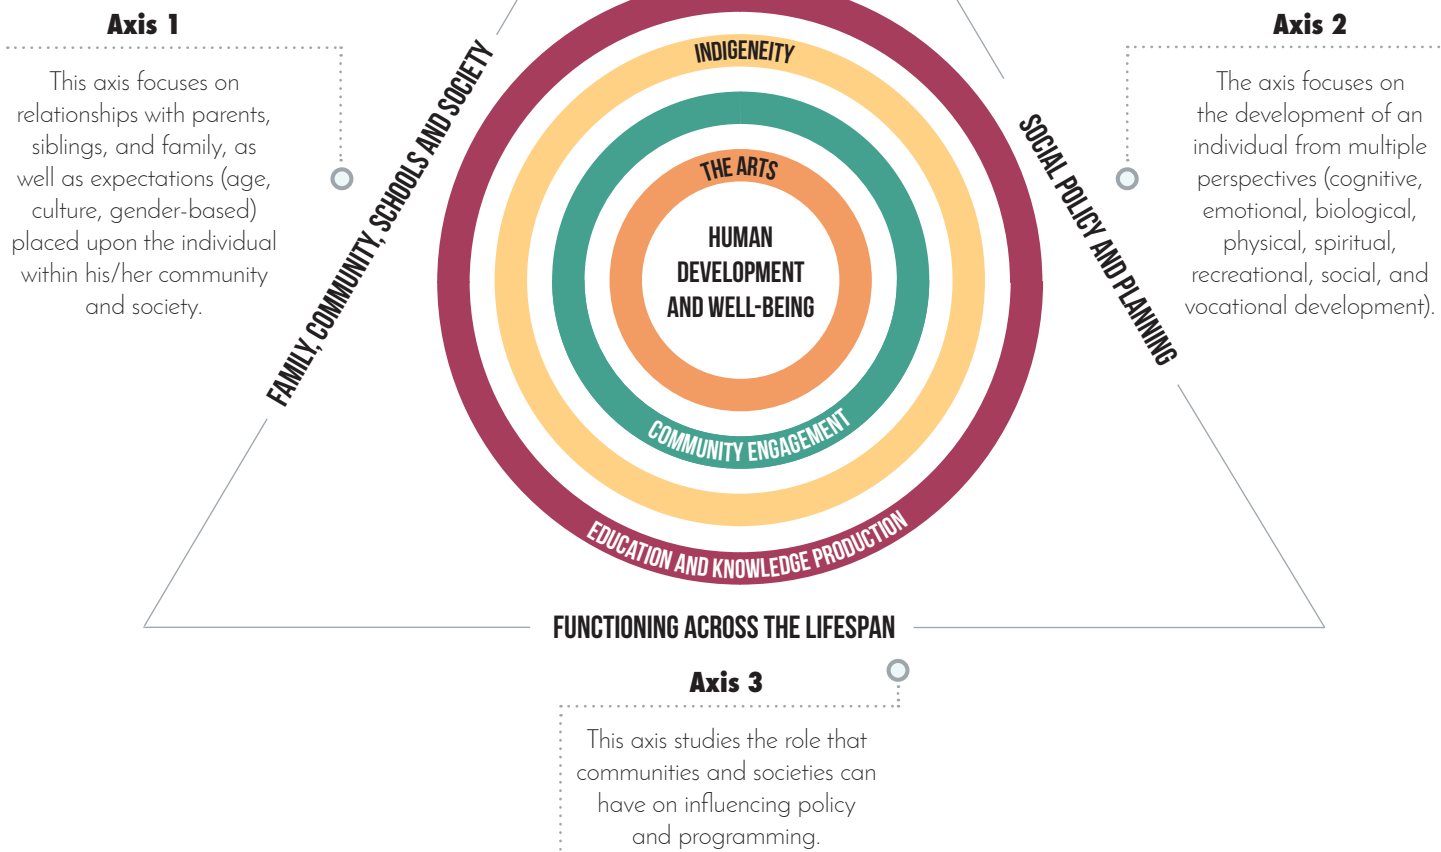 Axis 1
This axis focuses on
relationships with parents,
siblings, and family, as
well as expectations (age,
culture, gender-based)
placed upon the individual
within his/her community
and society.
FAMILY, COMMUNITY, SCHOOLS AND SOCIETY
INDIGENEITY
THE ARTS
HUMAN
DEVELOPMENT
AND WELL-BEING
COMMUNITY ENGAGEMENT
EDUCATION AND KNOWLEDGE PRODUCTION
SOCIAL POLICY AND PLANNING
Axis 2
The axis focuses on
the development of an
individual from multiple
perspectives (cognitive,
emotional, biological,
physical, spiritual,
recreational, social, and
vocational development).
FUNCTIONING ACROSS THE LIFESPAN
Axis 3
This axis studies the role that
communities and societies can
have on influencing policy
and programming.